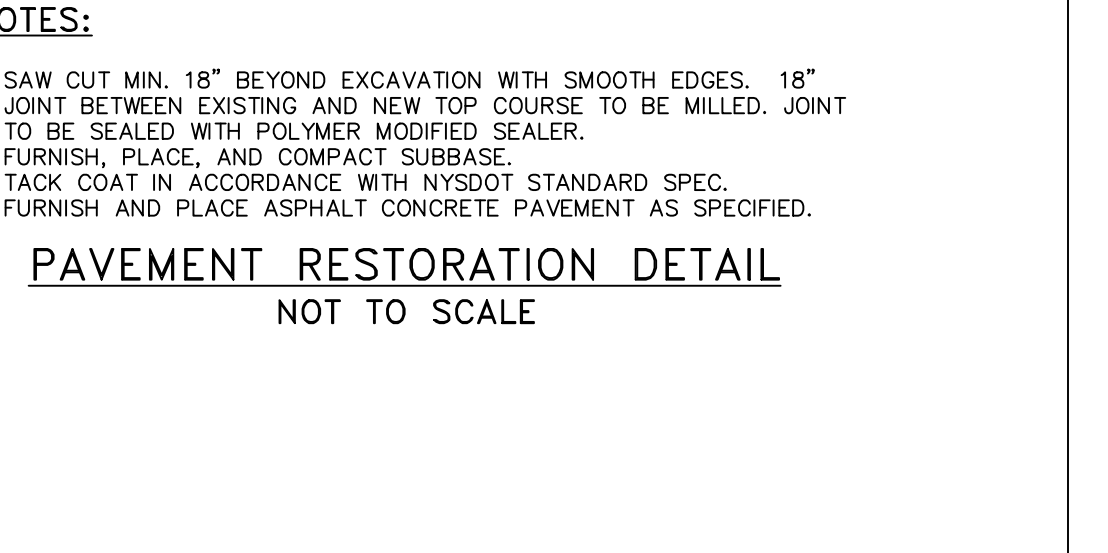 OTES:
SAW CUT MIN. 18” BEYOND EXCAVATION WITH SMOOTH EDGES. 18”
JOINT BETWEEN EXISTING AND NEW TOP COURSE TO BE MILLED. JOINT
TO BE SEALED WITH POLYMER MODIFIED SEALER.
FURNISH, PLACE, AND COMPACT SUBBASE.
TACK COAT IN ACCORDANCE WITH NYSDOT STANDARD SPEC.
FURNISH AND PLACE ASPHALT CONCRETE PAVEMENT AS SPECIFIED.
PAVEMENT RESTORATION DETAIL
NOT TO SCALE